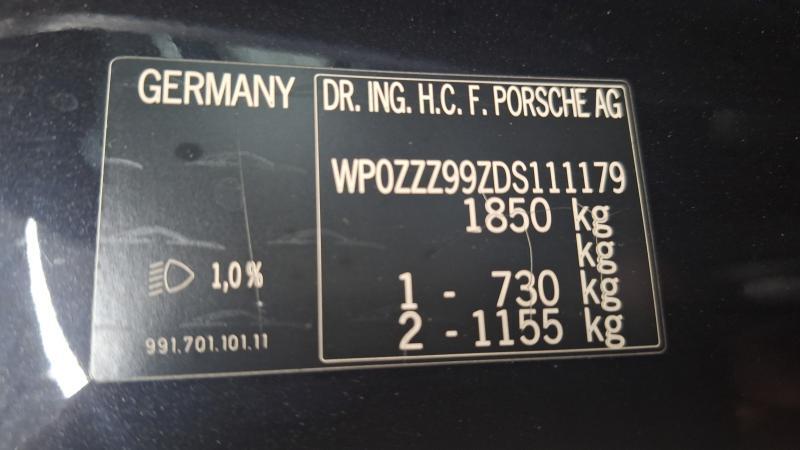 GERMANY
DR. ING. H.C. F. PORSCHE AG
WP0ZZZ99ZDS111179
1850 kg
kg
1 - 730 kg
2 - 1155 kg
1,0 %
991.701.101.11